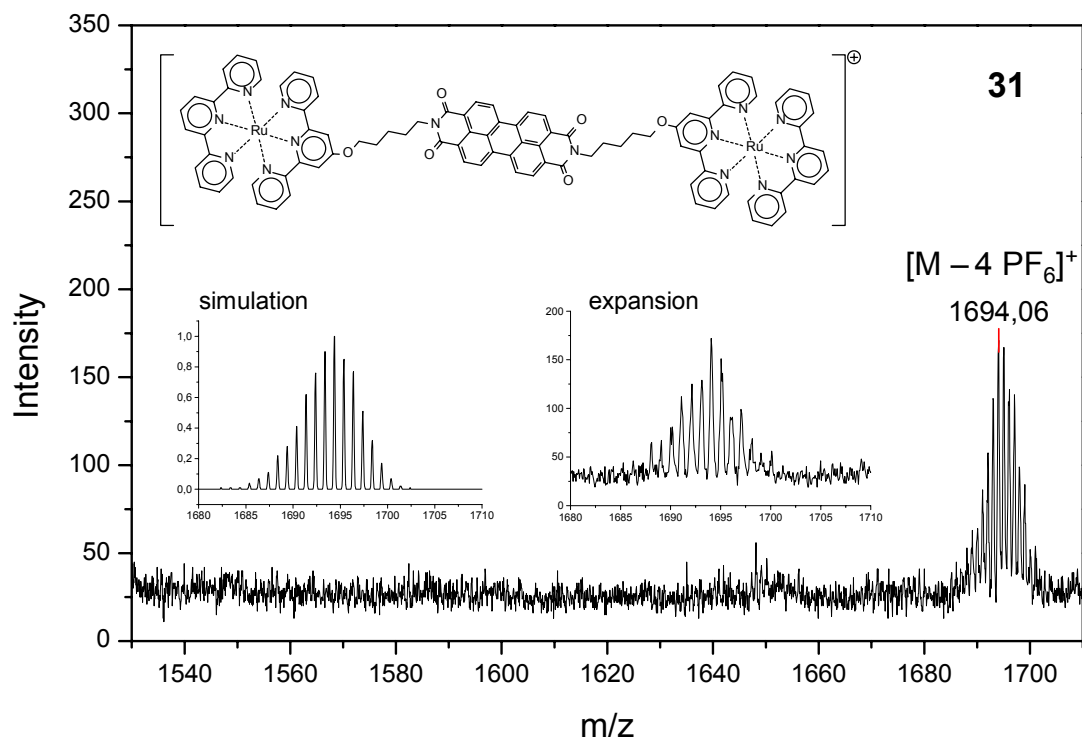 31
⊕
N
N
N
N
N
N
Ru
O
N
O
O
O
O
N
O
N
N
N
N
N
N
Ru
[M – 4 PF₆]⁺
1694,06
simulation
1,0
0,8
0,6
0,4
0,2
0,0
1680 1685 1690 1695 1700 1705 1710
expansion
200
150
100
50
0
1680 1685 1690 1695 1700 1705 1710
Intensity
350
300
250
200
150
100
50
0
1540 1560 1580 1600 1620 1640 1660 1680 1700
m/z